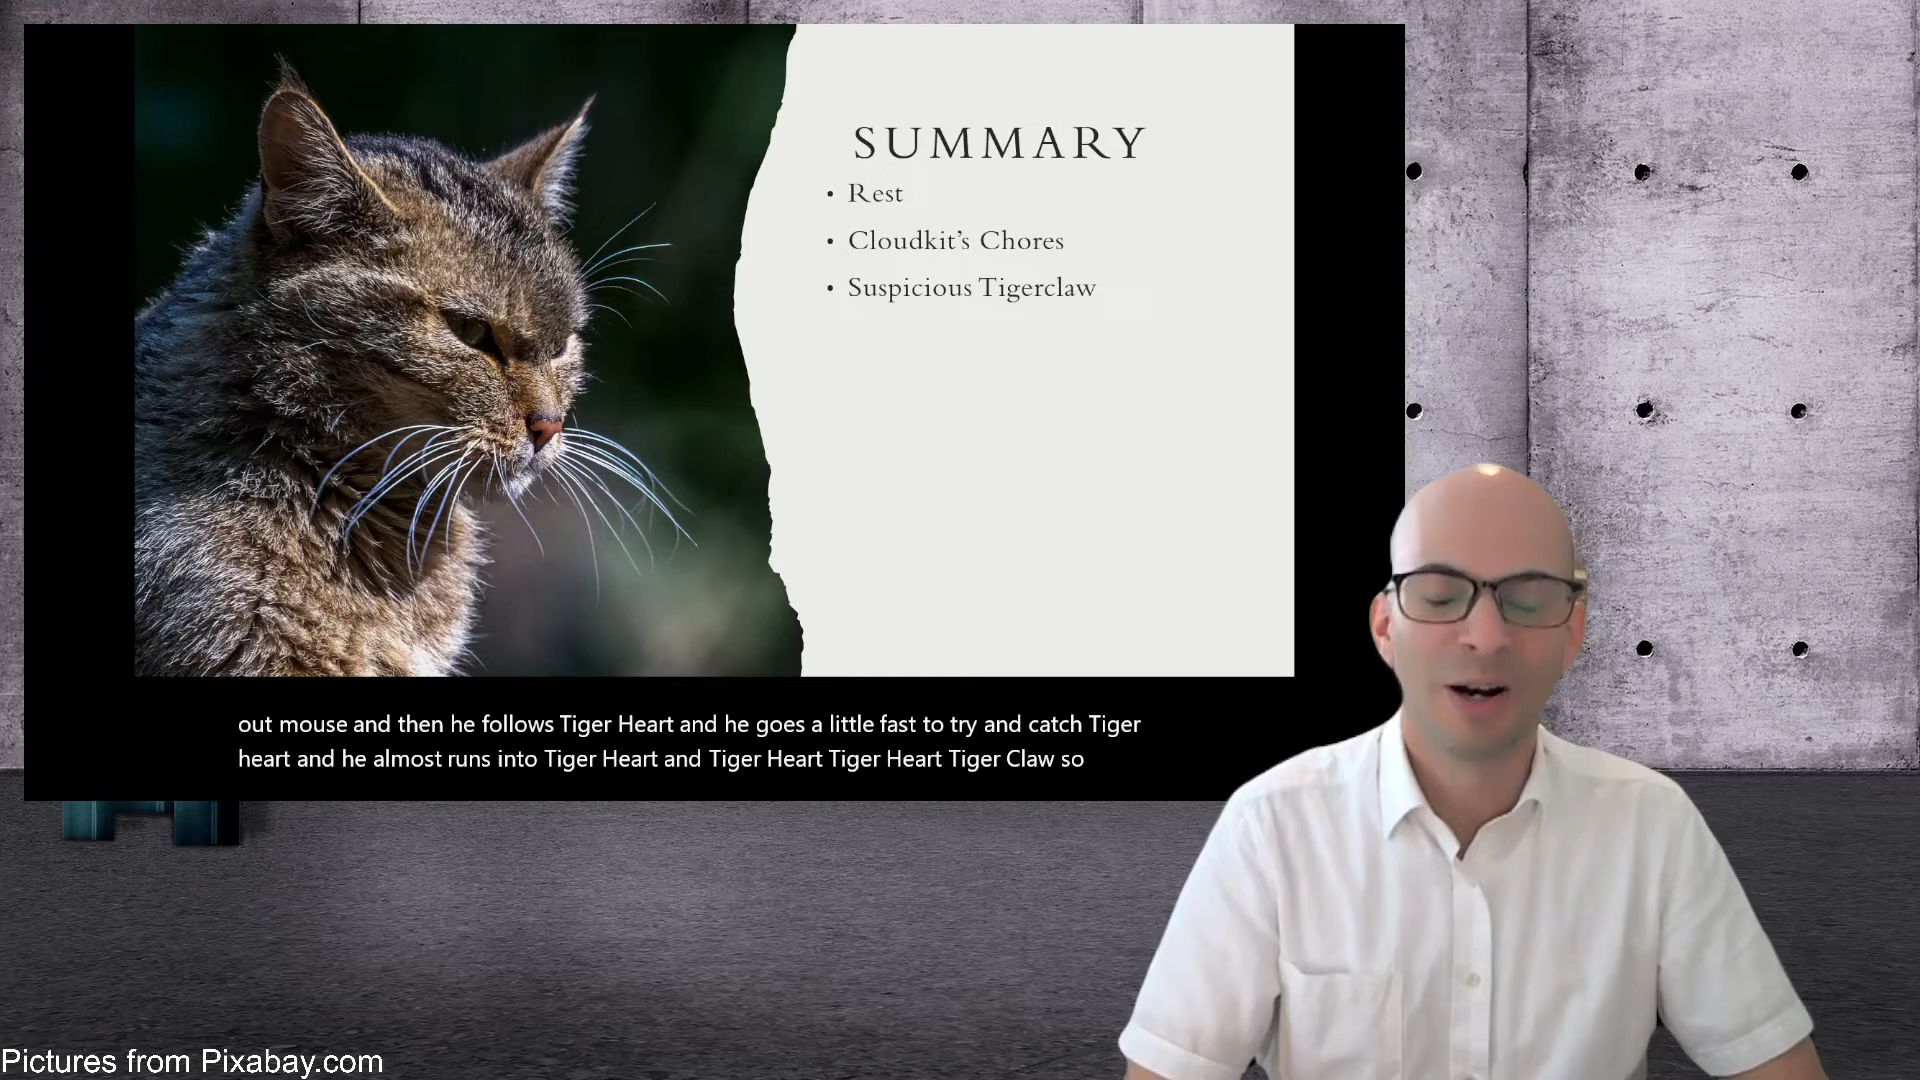 SUMMARY
• Rest
• Cloudkit’s Chores
• Suspicious Tigerclaw
out mouse and then he follows Tiger Heart and he goes a little fast to try and catch Tiger
heart and he almost runs into Tiger Heart and Tiger Heart Tiger Heart Tiger Claw so
Pictures from Pixabay.com